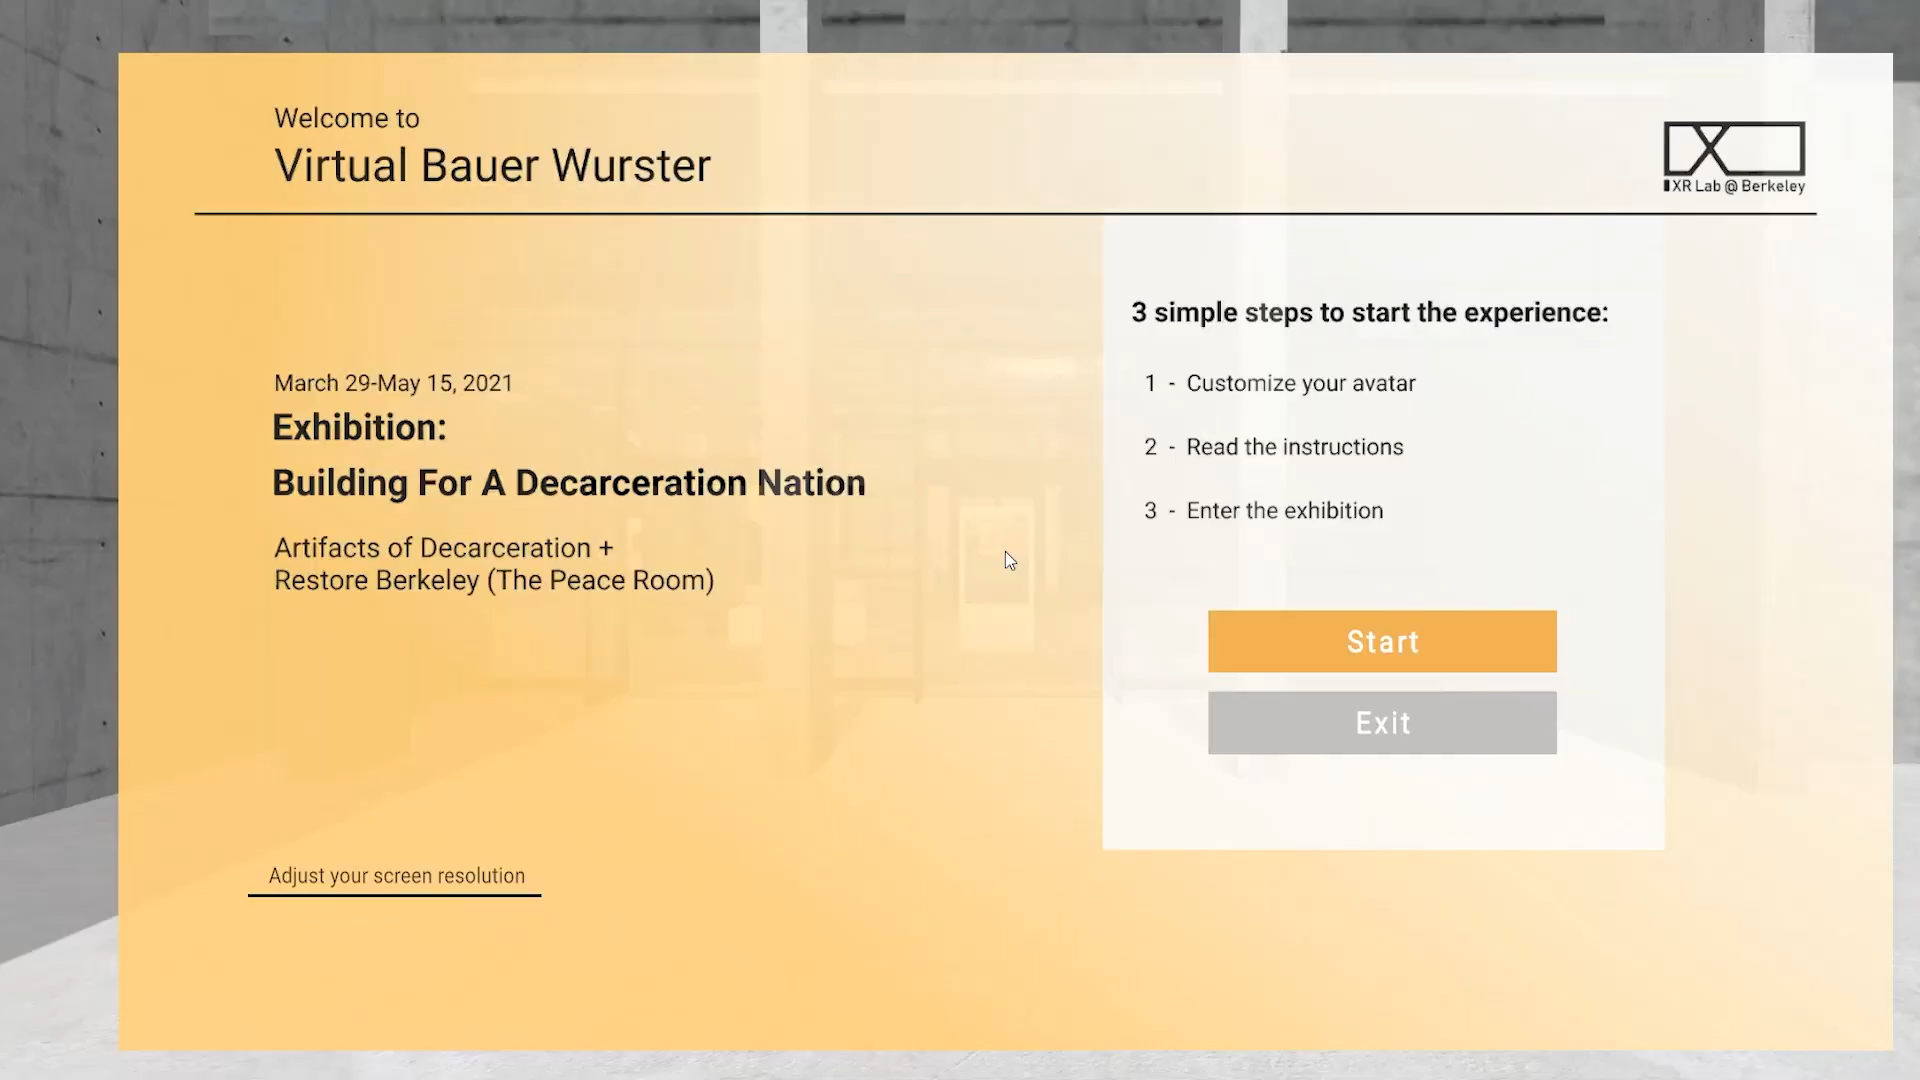 Welcome to
Virtual Bauer Wurster
XR Lab @ Berkeley
March 29-May 15, 2021
Exhibition:
Building For A Decarceration Nation
Artifacts of Decarceration +
Restore Berkeley (The Peace Room)
Adjust your screen resolution
3 simple steps to start the experience:
1 - Customize your avatar
2 - Read the instructions
3 - Enter the exhibition
Start
Exit